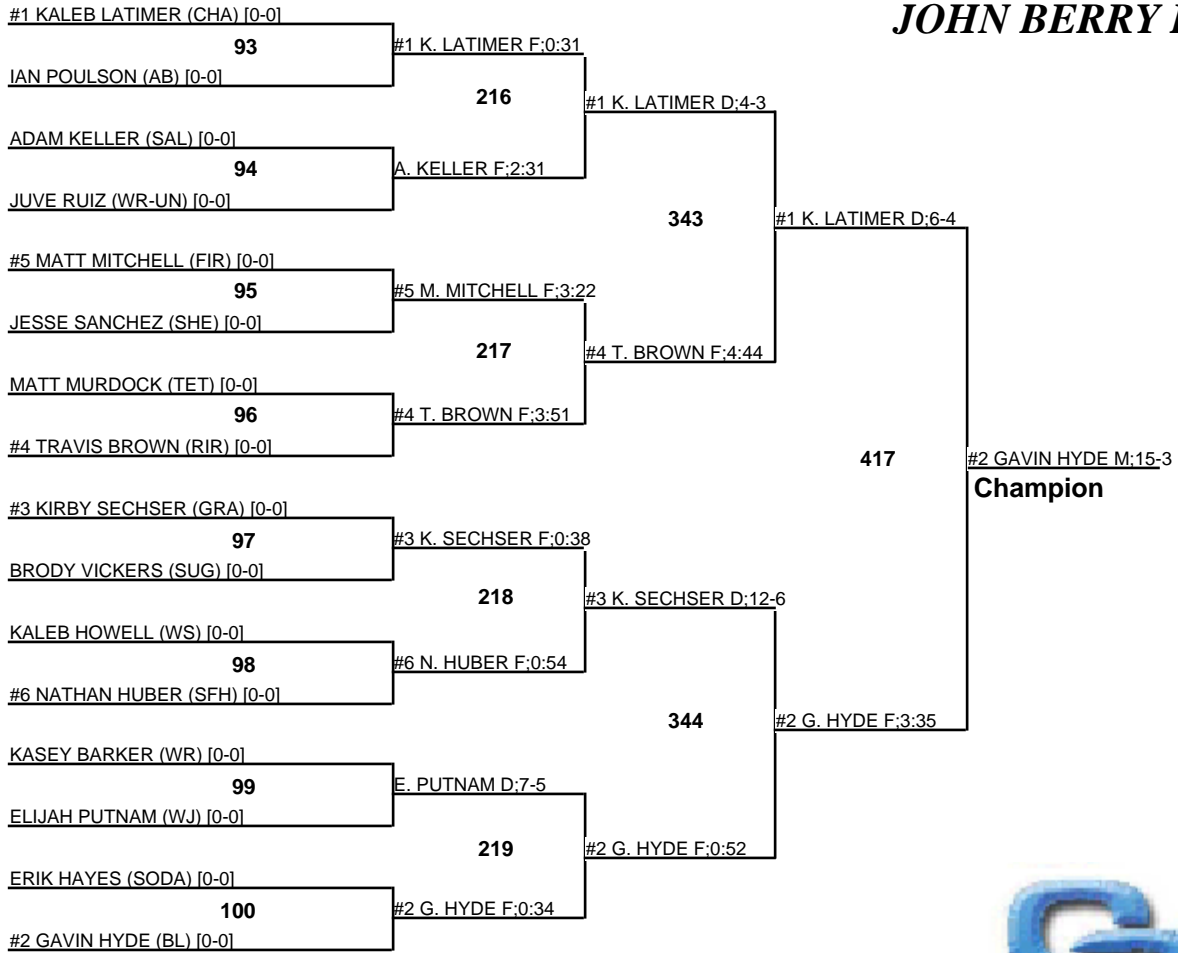 #1 KALEB LATIMER (CHA) [0-0]
JOHN BERRY
93
#1 K. LATIMER F;0:31
IAN POULSON (AB) [0-0]
216
#1 K. LATIMER D;4-3
ADAM KELLER (SAL) [0-0]
94
A. KELLER F;2:31
JUVE RUIZ (WR-UN) [0-0]
343
#1 K. LATIMER D;6-4
#5 MATT MITCHELL (FIR) [0-0]
95
#5 M. MITCHELL F;3:22
JESSE SANCHEZ (SHE) [0-0]
217
#4 T. BROWN F;4:44
MATT MURDOCK (TET) [0-0]
96
#4 T. BROWN F;3:51
#4 TRAVIS BROWN (RIR) [0-0]
417
#2 GAVIN HYDE M;15-3
Champion
#3 KIRBY SECHSER (GRA) [0-0]
97
#3 K. SECHSER F;0:38
BRODY VICKERS (SUG) [0-0]
218
#3 K. SECHSER D;12-6
KALEB HOWELL (WS) [0-0]
98
#6 N. HUBER F;0:54
#6 NATHAN HUBER (SFH) [0-0]
344
#2 G. HYDE F;3:35
KASEY BARKER (WR) [0-0]
99
E. PUTNAM D;7-5
ELIJAH PUTNAM (WJ) [0-0]
219
#2 G. HYDE F;0:52
ERIK HAYES (SODA) [0-0]
100
#2 G. HYDE F;0:34
#2 GAVIN HYDE (BL) [0-0]